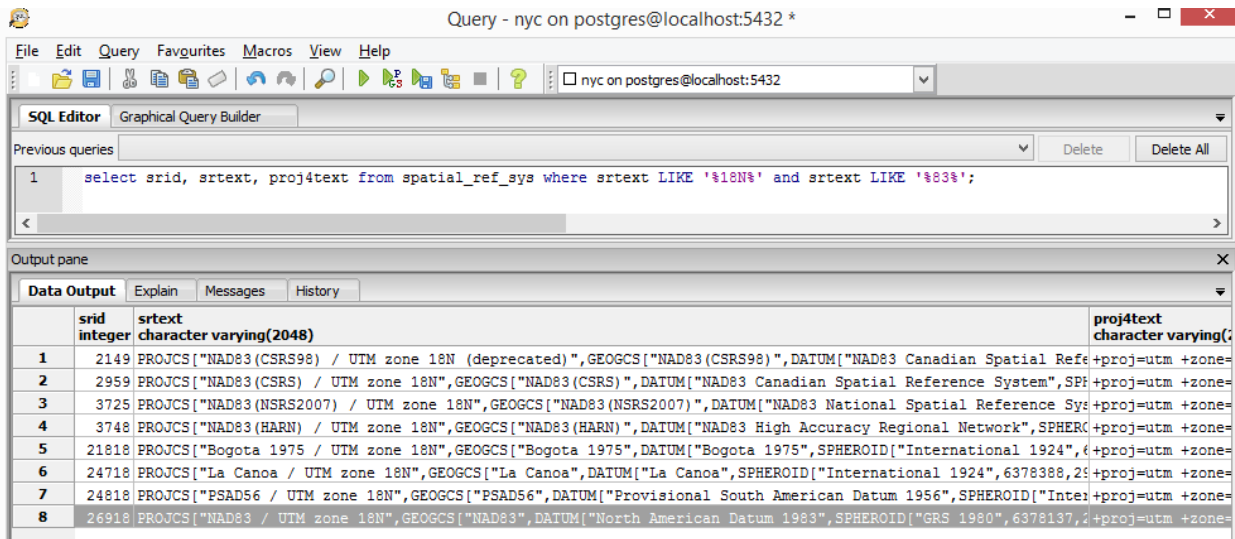 Query - nyc on postgres@localhost:5432 *
File Edit Query Favourites Macros View Help
nyc on postgres@localhost:5432
SQL Editor Graphical Query Builder
Previous queries Delete Delete All
1 select srid, srtext, proj4text from spatial_ref_sys where srtext LIKE '%18N%' and srtext LIKE '%83%';
Output pane
Data Output Explain Messages History
srid srtext proj4text
integer character varying(2048) character varying(2
1 2149 PROJCS["NAD83(CSRS98) / UTM zone 18N (deprecated)",GEOGCS["NAD83(CSRS98)",DATUM["NAD83 Canadian Spatial Refe +proj=utm +zone=
2 2959 PROJCS["NAD83(CSRS) / UTM zone 18N",GEOGCS["NAD83(CSRS)",DATUM["NAD83 Canadian Spatial Reference System",SPH +proj=utm +zone=
3 3725 PROJCS["NAD83(NSRS2007) / UTM zone 18N",GEOGCS["NAD83(NSRS2007)",DATUM["NAD83 National Spatial Reference Sys +proj=utm +zone=
4 3748 PROJCS["NAD83(HARN) / UTM zone 18N",GEOGCS["NAD83(HARN)",DATUM["NAD83 High Accuracy Regional Network",SPHERO +proj=utm +zone=
5 21818 PROJCS["Bogota 1975 / UTM zone 18N",GEOGCS["Bogota 1975",DATUM["Bogota 1975",SPHEROID["International 1924",6 +proj=utm +zone=
6 24718 PROJCS["La Canoa / UTM zone 18N",GEOGCS["La Canoa",DATUM["La Canoa",SPHEROID["International 1924",6378388,29 +proj=utm +zone=
7 24818 PROJCS["PSAD56 / UTM zone 18N",GEOGCS["PSAD56",DATUM["Provisional South American Datum 1956",SPHEROID["Inter +proj=utm +zone=
8 26918 PROJCS["NAD83 / UTM zone 18N",GEOGCS["NAD83",DATUM["North American Datum 1983",SPHEROID["GRS 1980",6378137,2 +proj=utm +zone=